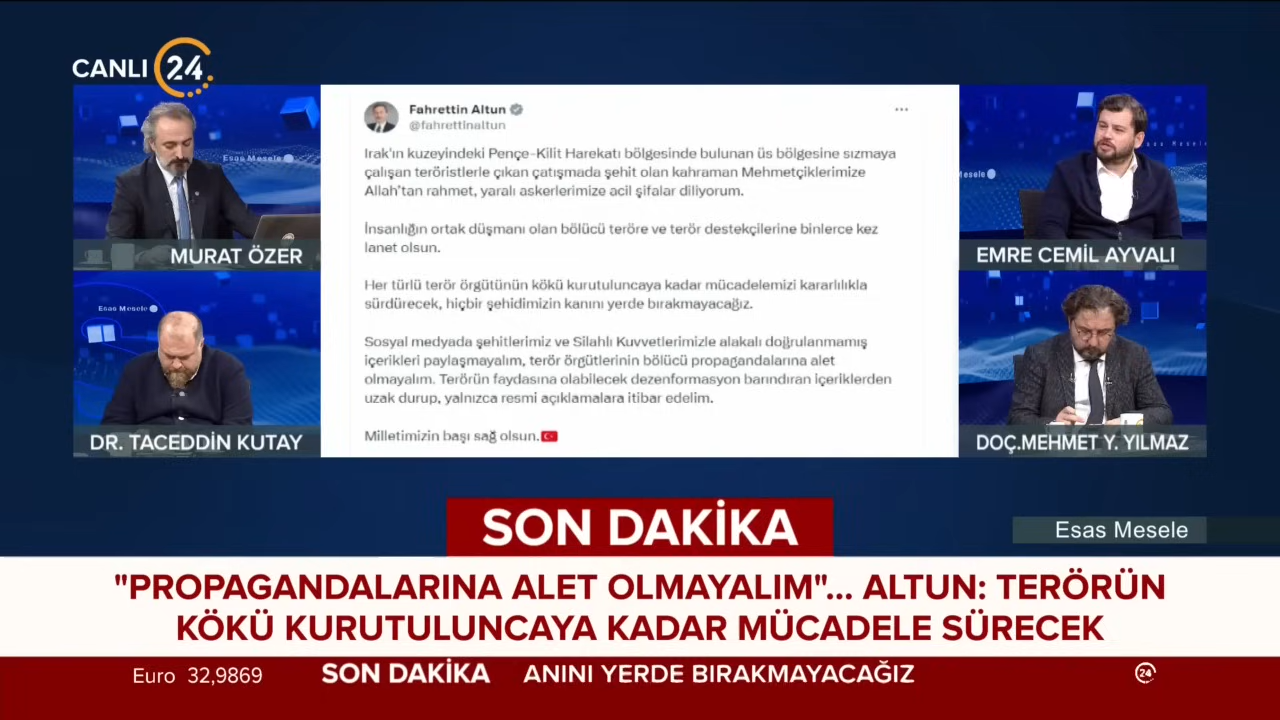 CANLI 24
Fahrettin Altun
@fahrettinaltun
Irak'ın kuzeyindeki Pençe-Kilit Harekatı bölgesinde bulunan üs bölgesine sızmaya
çalışan teröristlerle çıkan çatışmada şehit olan kahraman Mehmetçiklerimize
Allah'tan rahmet, yaralı askerlerimize acil şifalar diliyorum.
İnsanlığın ortak düşmanı olan bölücü teröre ve terör destekçilerine binlerce kez
lanet olsun.
Her türlü terör örgütünün kökü kurutuluncaya kadar mücadelemizi kararlılıkla
sürdürecek, hiçbir şehidimizin kanını yerde bırakmayacağız.
Sosyal medyada şehitlerimiz ve Silahlı Kuvvetlerimizle alakalı doğrulanmamış
içerikleri paylaşmayalım, terör örgütlerinin bölücü propagandalarına alet
olmayalım. Terörün faydasına olabilecek dezenformasyon barındıran içeriklerden
uzak durup, yalnızca resmi açıklamalara itibar edelim.
Milletimizin başı sağ olsun.
Esas Mesele
MURAT ÖZER
Esas Mesele
DR. TACEDDİN KUTAY
Mesele
EMRE CEMİL AYVALI
DOÇ.MEHMET Y. YILMAZ
SON DAKİKA
Esas Mesele
"PROPAGANDALARINA ALET OLMAYALIM"... ALTUN: TERÖRÜN
KÖKÜ KURUTULUNCAYA KADAR MÜCADELE SÜRECEK
Euro 32,9869 SON DAKİKA ANINI YERDE BIRAKMAYACAĞIZ 24